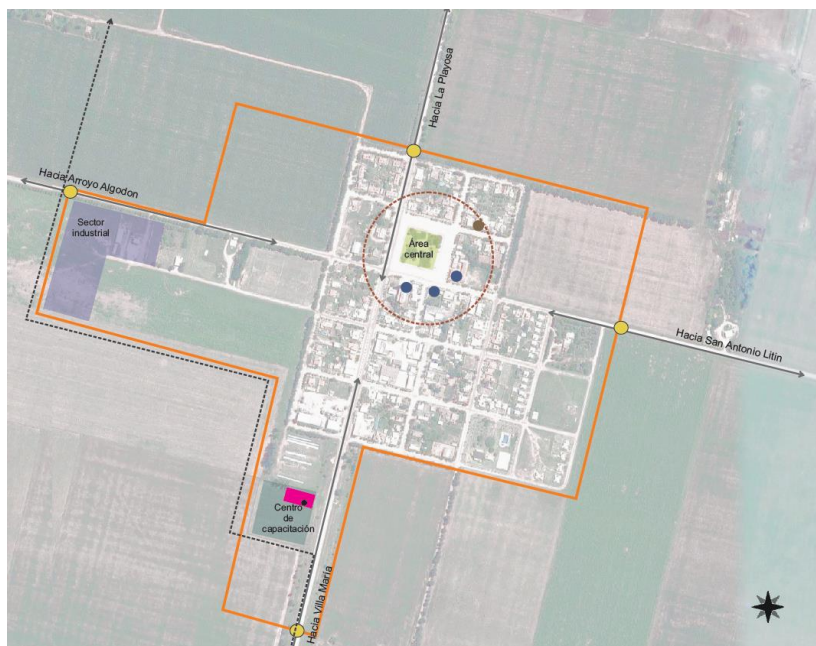 Hacia La Playosa
Hacia Arroyo Algodon
Sector
industrial
Área
central
Hacia San Antonio Litín
Centro
de
capacitación
Hacia Villa María